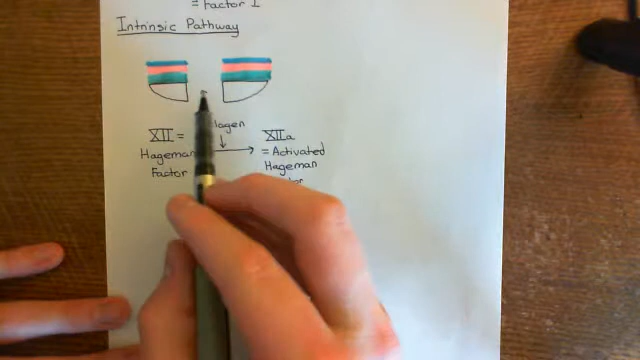 = Factor I
Intrinsic Pathway
XII =
Hageman
Factor
XIIa
= Activated
Hageman